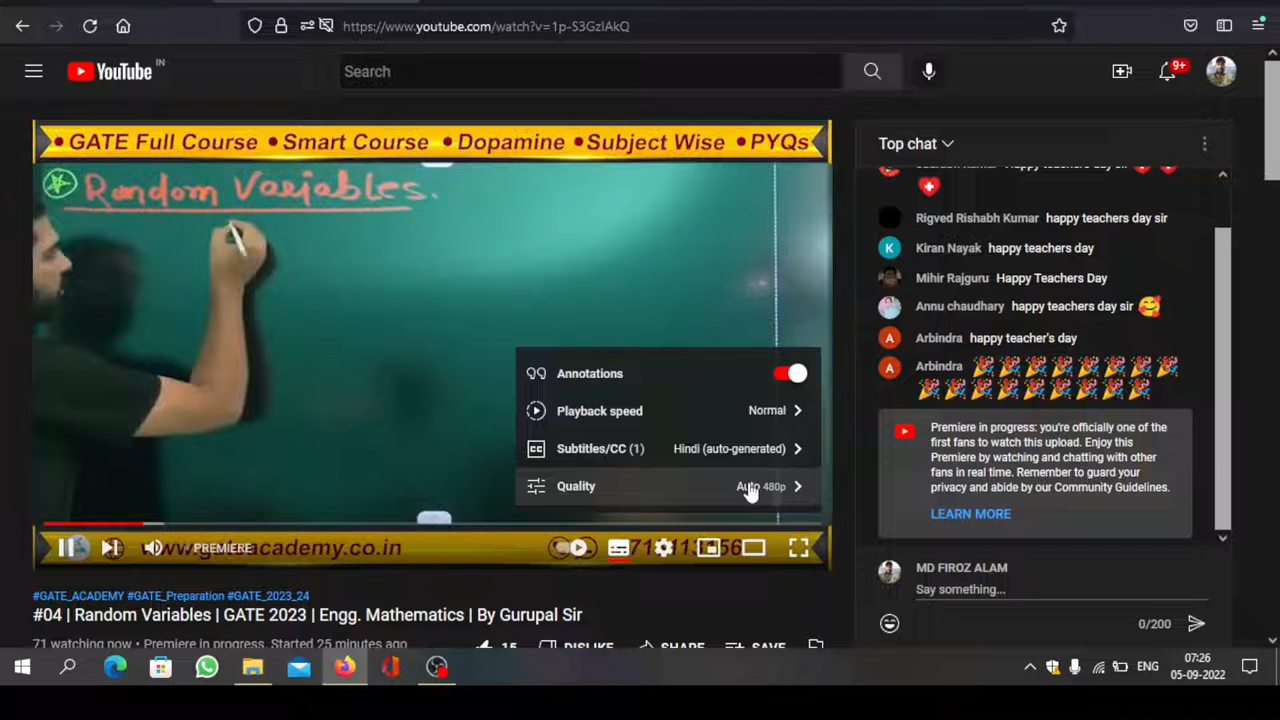 https://www.youtube.com/watch?v=1p-S3GzIAkQ
YouTube IN
Search
9+
• GATE Full Course • Smart Course • Dopamine • Subject Wise • PYQs
Random Variables.
Annotations
Playback speed Normal
Subtitles/CC (1) Hindi (auto-generated)
Quality Auto 480p
PREMIERE
www.gateacademy.co.in
#GATE_ACADEMY #GATE_Preparation #GATE_2023_24
#04 | Random Variables | GATE 2023 | Engg. Mathematics | By Gurupal Sir
71 watching now • Premiere in progress. Started 25 minutes ago
15 DISLIKE SHARE SAVE
Top chat
Rigved Rishabh Kumar happy teachers day sir
K Kiran Nayak happy teachers day
Mihir Rajguru Happy Teachers Day
Annu chaudhary happy teachers day sir 🥰
A Arbindra happy teacher's day
A Arbindra 🎉🎉🎉🎉🎉🎉🎉🎉
🎉🎉🎉🎉🎉🎉🎉🎉🎉
Premiere in progress: you're officially one of the
first fans to watch this upload. Enjoy this
Premiere by watching and chatting with other
fans in real time. Remember to guard your
privacy and abide by our Community Guidelines.
LEARN MORE
MD FIROZ ALAM
Say something...
0/200
ENG
07:26
05-09-2022